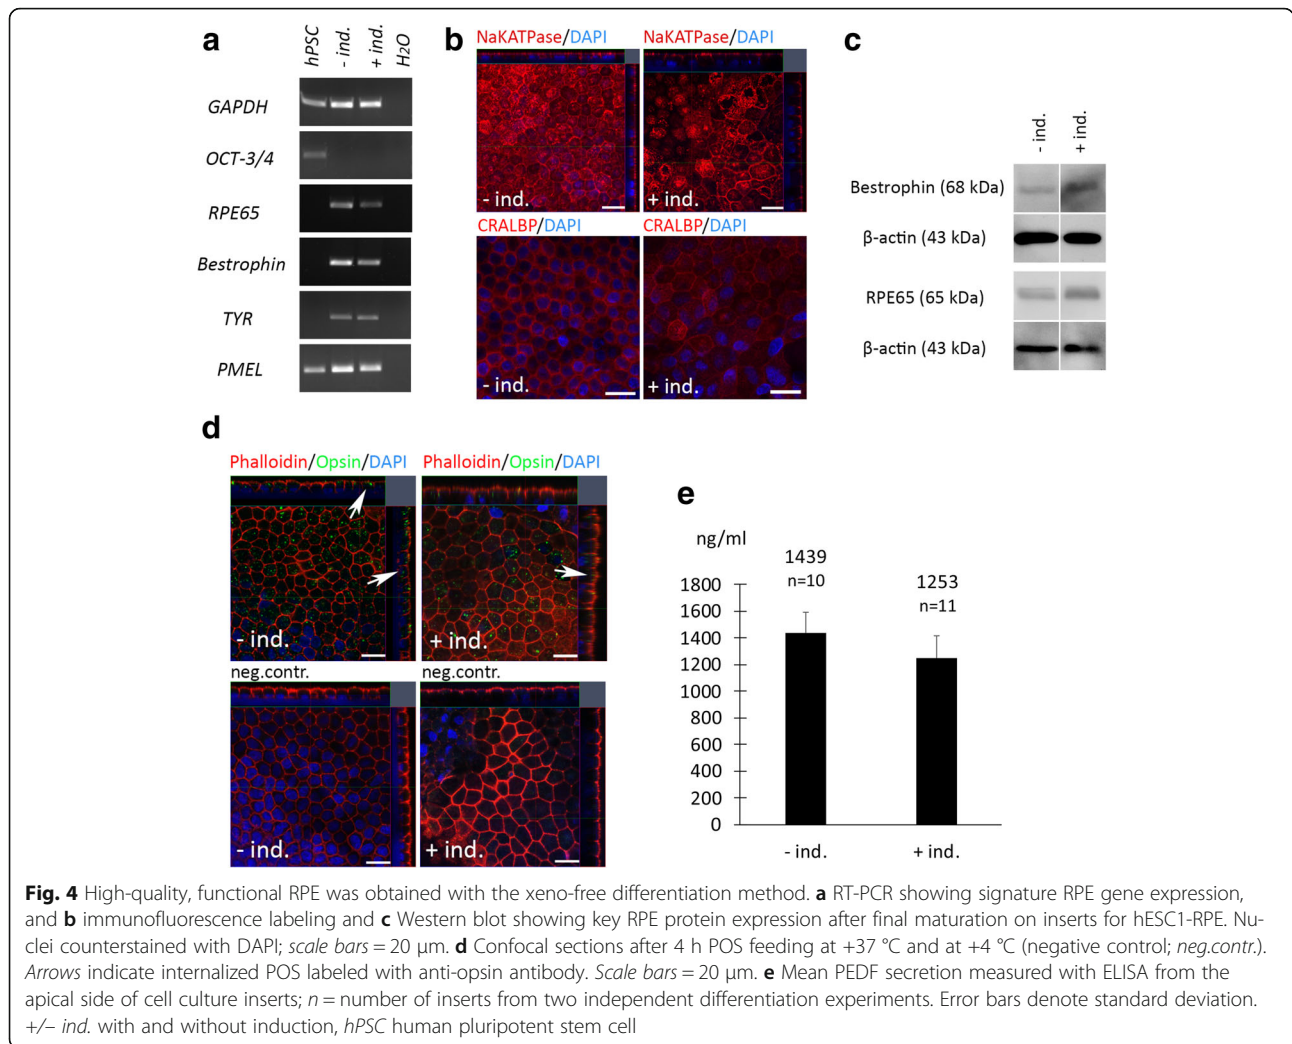 a
hPSC
- ind.
+ ind.
H2O
GAPDH
OCT-3/4
RPE65
Bestrophin
TYR
PMEL
b
NaKATPase/DAPI
NaKATPase/DAPI
- ind.
+ ind.
CRALBP/DAPI
CRALBP/DAPI
- ind.
+ ind.
c
- ind.
+ ind.
Bestrophin (68 kDa)
β-actin (43 kDa)
RPE65 (65 kDa)
β-actin (43 kDa)
d
Phalloidin/Opsin/DAPI
Phalloidin/Opsin/DAPI
- ind.
+ ind.
neg.contr.
neg.contr.
- ind.
+ ind.
e
ng/ml
1439
n=10
1253
n=11
1800
1600
1400
1200
1000
800
600
400
200
0
- ind.
+ ind.
Fig. 4 High-quality, functional RPE was obtained with the xeno-free differentiation method. a RT-PCR showing signature RPE gene expression,
and b immunofluorescence labeling and c Western blot showing key RPE protein expression after final maturation on inserts for hESC1-RPE. Nu-
clei counterstained with DAPI; scale bars = 20 μm. d Confocal sections after 4 h POS feeding at +37 °C and at +4 °C (negative control; neg.contr.).
Arrows indicate internalized POS labeled with anti-opsin antibody. Scale bars = 20 μm. e Mean PEDF secretion measured with ELISA from the
apical side of cell culture inserts; n = number of inserts from two independent differentiation experiments. Error bars denote standard deviation.
+/– ind. with and without induction, hPSC human pluripotent stem cell